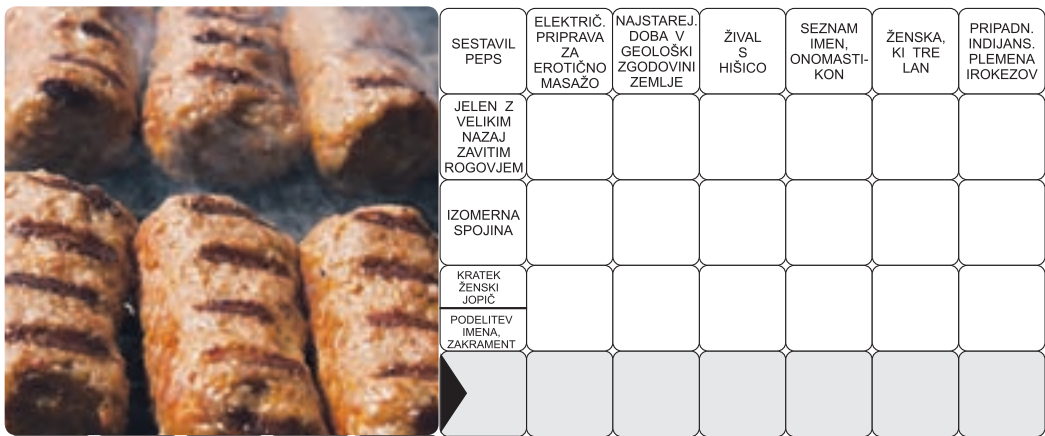 SESTAVIL
PEPS
ELEKTRIČ.
PRIPRAVA
ZA
EROTIČNO
MASAŽO
NAJSTAREJ.
DOBA V
GEOLOŠKI
ZGODOVINI
ZEMLJE
ŽIVAL
S
HIŠICO
SEZNAM
IMEN,
ONOMASTI-
KON
ŽENSKA,
KI TRE
LAN
PRIPADN.
INDIJANS.
PLEMENA
IROKEZOV
JELEN Z
VELIKIM
NAZAJ
ZAVITIM
ROGOVJEM
IZOMERNA
SPOJINA
KRATEK
ŽENSKI
JOPIČ
PODELITEV
IMENA,
ZAKRAMENT